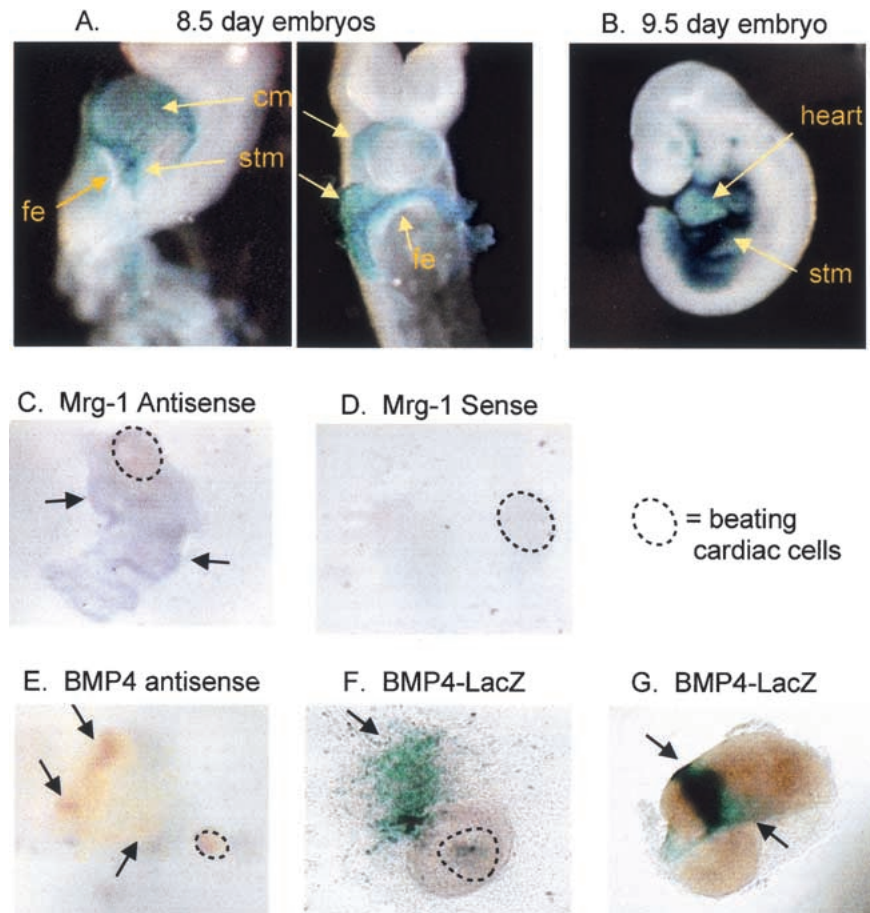 A. 8.5 day embryos
B. 9.5 day embryo
cm
stm
fe
fe
heart
stm
C. Mrg-1 Antisense
D. Mrg-1 Sense
= beating
cardiac cells
E. BMP4 antisense
F. BMP4-LacZ
G. BMP4-LacZ